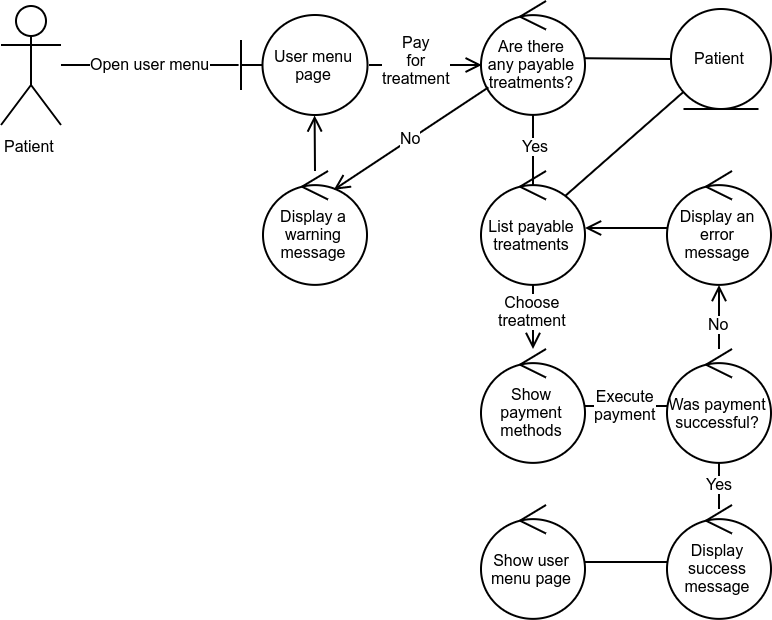 Patient
Open user menu
User menu
page
Pay
for
treatment
Are there
any payable
treatments?
Patient
No
Yes
Display a
warning
message
List payable
treatments
Display an
error
message
Choose
treatment
No
Show
payment
methods
Execute
payment
Was payment
successful?
Yes
Show user
menu page
Display
success
message